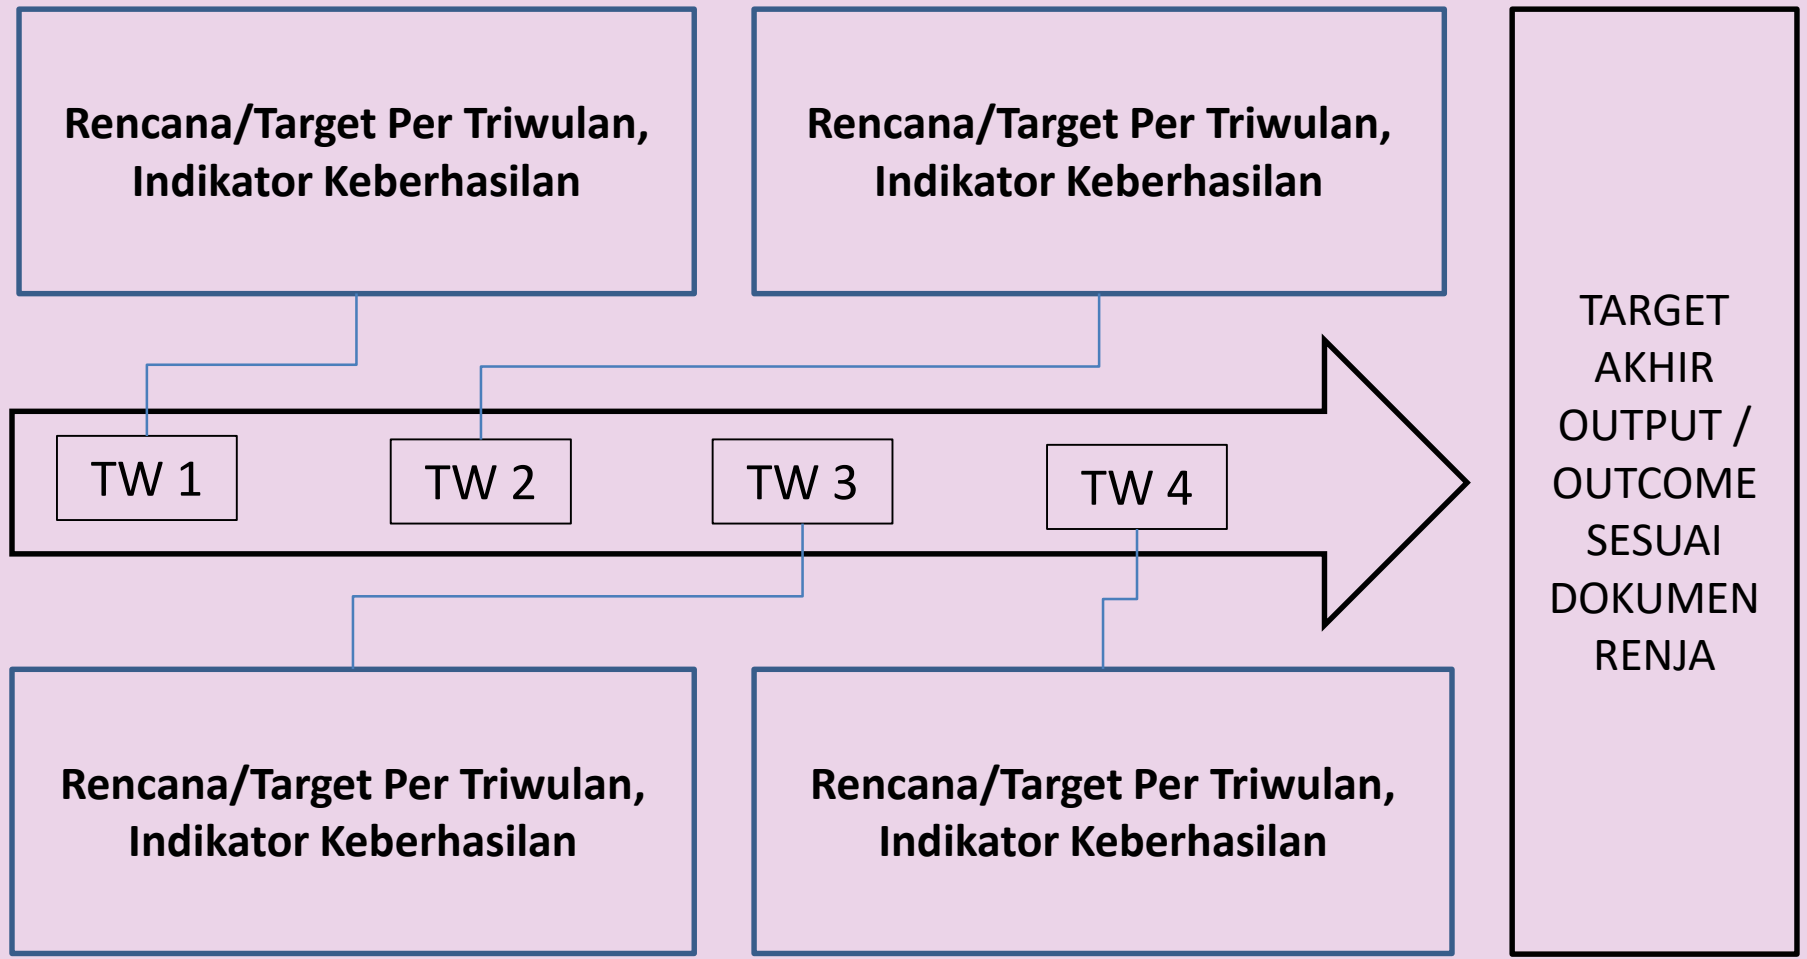 Rencana/Target Per Triwulan,
Indikator Keberhasilan
Rencana/Target Per Triwulan,
Indikator Keberhasilan
TW 1
TW 2
TW 3
TW 4
Rencana/Target Per Triwulan,
Indikator Keberhasilan
Rencana/Target Per Triwulan,
Indikator Keberhasilan
TARGET
AKHIR
OUTPUT /
OUTCOME
SESUAI
DOKUMEN
RENJA